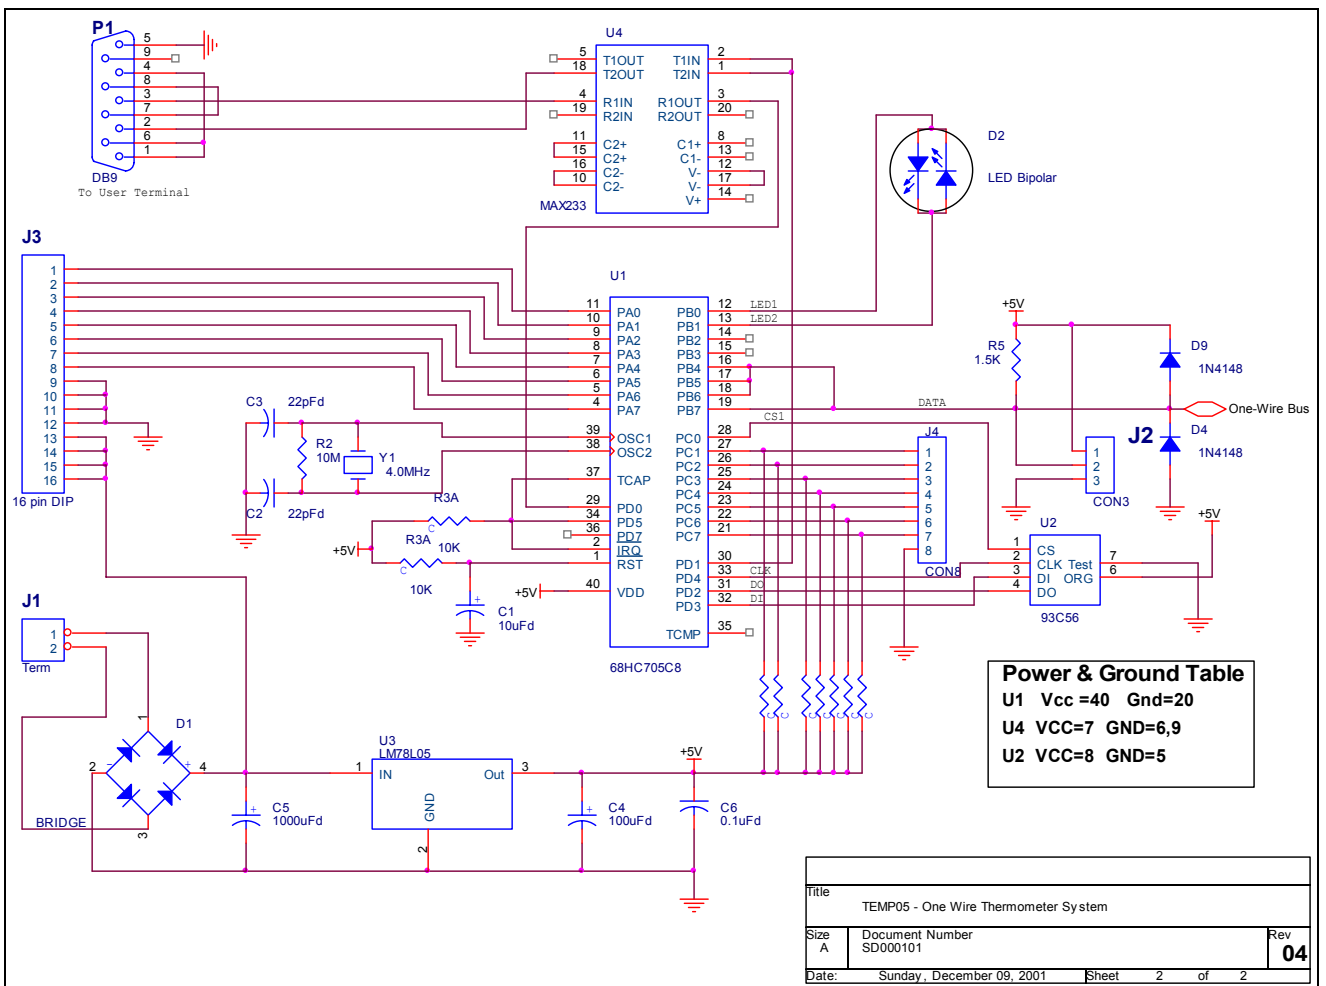 P1
5
9
4
8
3
7
2
6
1
DB9
To User Terminal
U4
5 T1OUT T1IN 2
18 T2OUT T2IN 1
4 R1IN R1OUT 3
19 R2IN R2OUT 20
11 C2+ C1+ 8
15 C2+ C1- 13
16 C2- V- 12
10 C2- V- 17
V+ 14
MAX233
D2
LED Bipolar
J3
1
2
3
4
5
6
7
8
9
10
11
12
13
14
15
16
16 pin DIP
U1
11 PA0 PB0 12 LED1
10 PA1 PB1 13 LED2
9 PA2 PB2 14
8 PA3 PB3 15
7 PA4 PB4 16
6 PA5 PB5 17
5 PA6 PB6 18
4 PA7 PB7 19 DATA
39 OSC1 PC0 28 CS1
38 OSC2 PC1 27
PC2 26
37 TCAP PC3 25
PC4 24
29 PD0 PC5 23
34 PD5 PC6 22
36 PD7 PC7 21
2 IRQ
1 RST PD1 30
PD4 33 CLK
40 VDD PD2 31 DO
PD3 32 DI
TCMP 35
68HC705C8
C3 22pFd
R2
10M
Y1
4.0MHz
C2 22pFd
R3A
10K
C
+5V
R3A
10K
C
+5V
C1
10uFd
+
+5V
R5
1.5K
D9
1N4148
One-Wire Bus
D4
1N4148
J2
1
2
3
CON3
J4
1
2
3
4
5
6
7
8
CON8
+5V
U2
1 CS
2 CLK Test 7
3 DI ORG 6
4 DO
93C56
C C C C C C C
J1
1
2
Term
D1
1
2 - + 4
3
BRIDGE
U3
LM78L05
1 IN Out 3
GND
2
+5V
+
C5
1000uFd
+
C4
100uFd
C6
0.1uFd
Power & Ground Table
U1 Vcc =40 Gnd=20
U4 VCC=7 GND=6,9
U2 VCC=8 GND=5
Title
TEMP05 - One Wire Thermometer System
Size Document Number Rev
A SD000101 04
Date: Sunday, December 09, 2001 Sheet 2 of 2